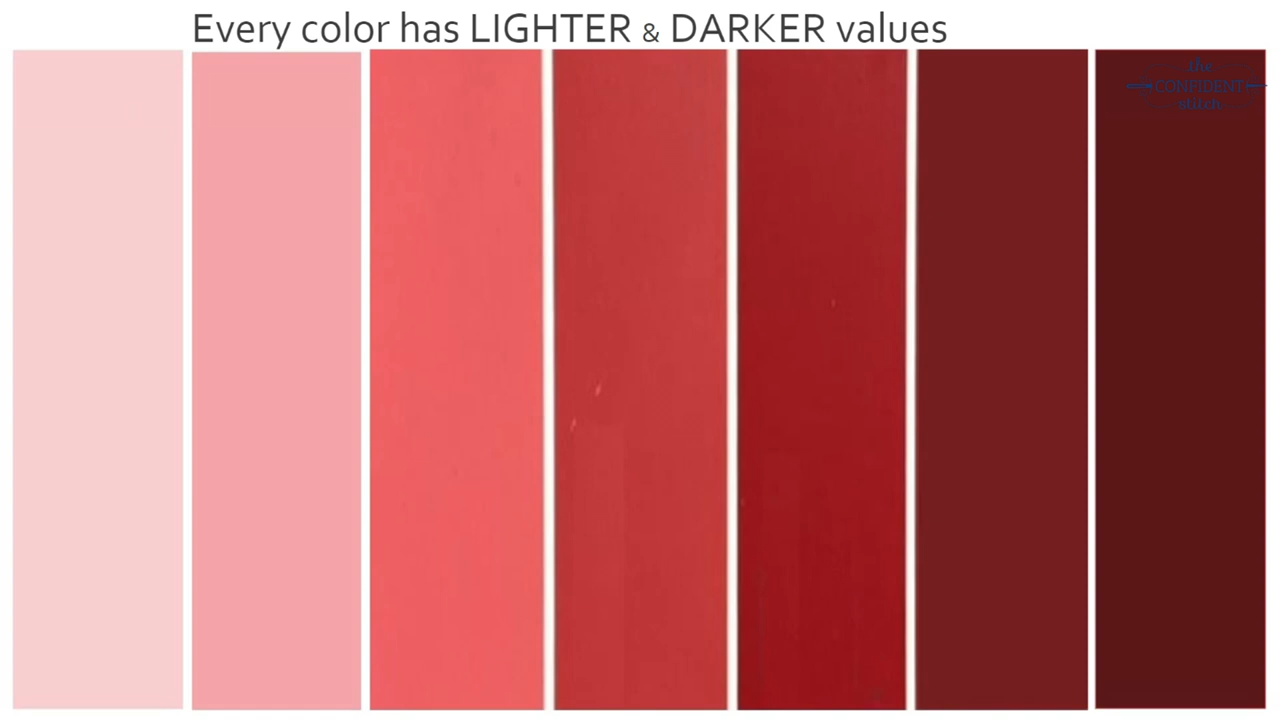 Every color has LIGHTER & DARKER values
the
CONFIDENT
stitch